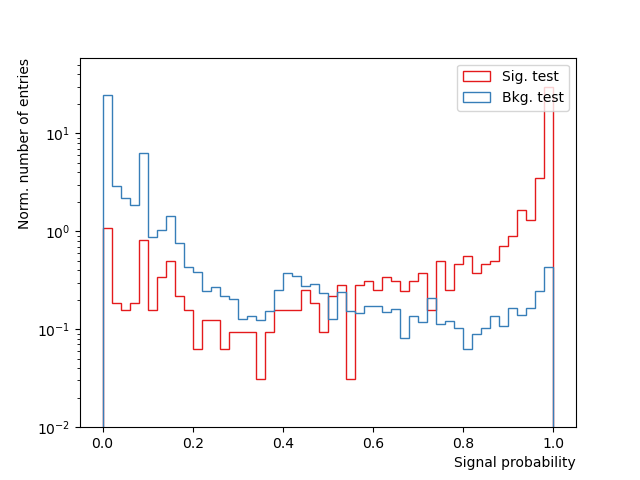 Norm. number of entries
10¹
10⁰
10⁻¹
10⁻²
Sig. test
Bkg. test
0.0 0.2 0.4 0.6 0.8 1.0
Signal probability